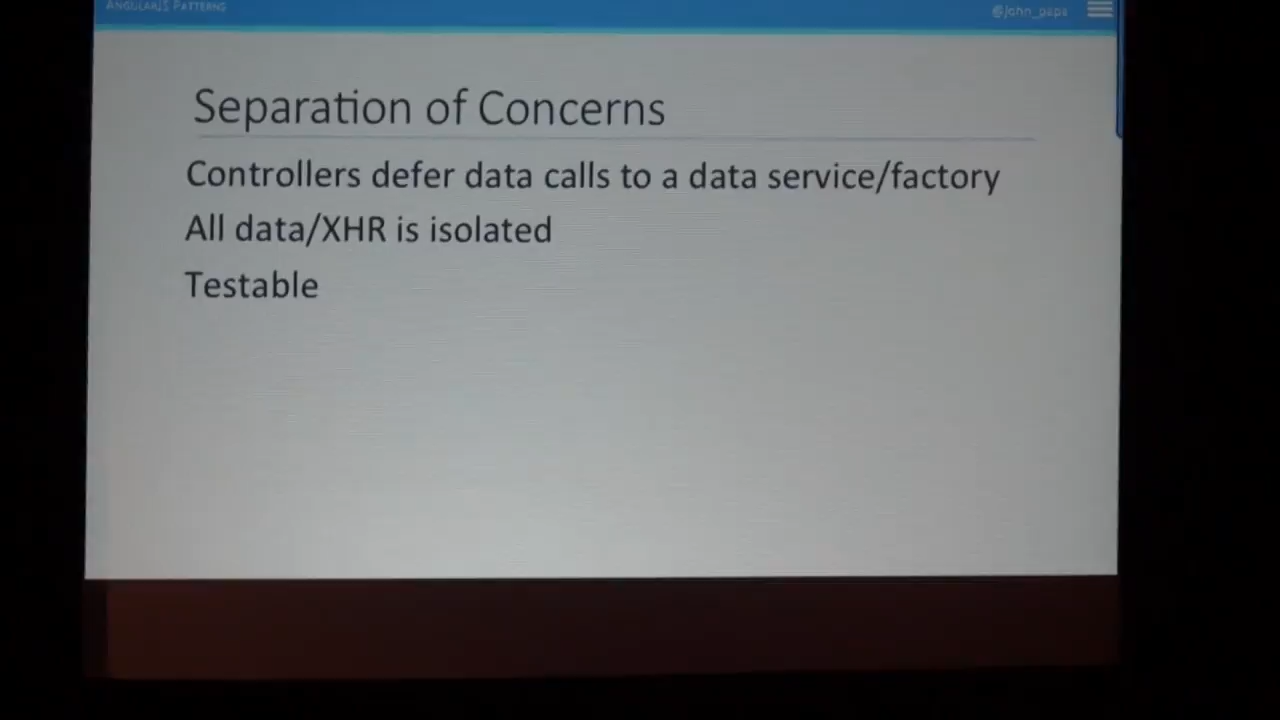 ANGULARJS PATTERNS
@john_papa
Separation of Concerns
Controllers defer data calls to a data service/factory
All data/XHR is isolated
Testable